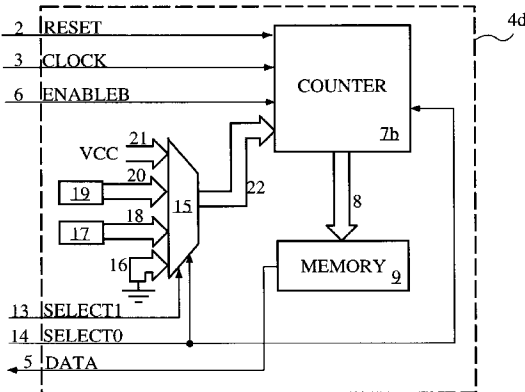 2 RESET
4d
3 CLOCK
COUNTER
6 ENABLEB
7b
21
VCC
20
19
15
22
18
8
17
16
MEMORY 9
13 SELECT1
14 SELECT0
5 DATA